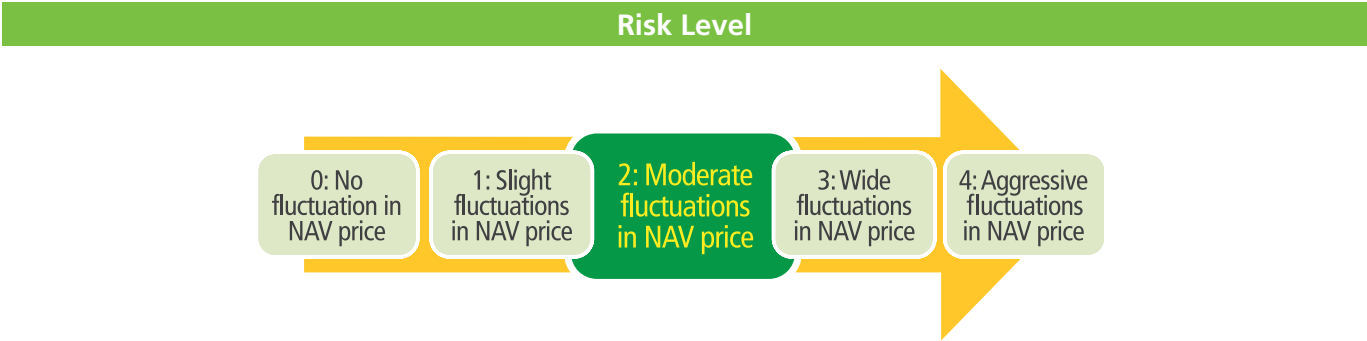 Risk Level
0: No
fluctuation in
NAV price
1: Slight
fluctuations
in NAV price
2: Moderate
fluctuations
in NAV price
3: Wide
fluctuations
in NAV price
4: Aggressive
fluctuations
in NAV price